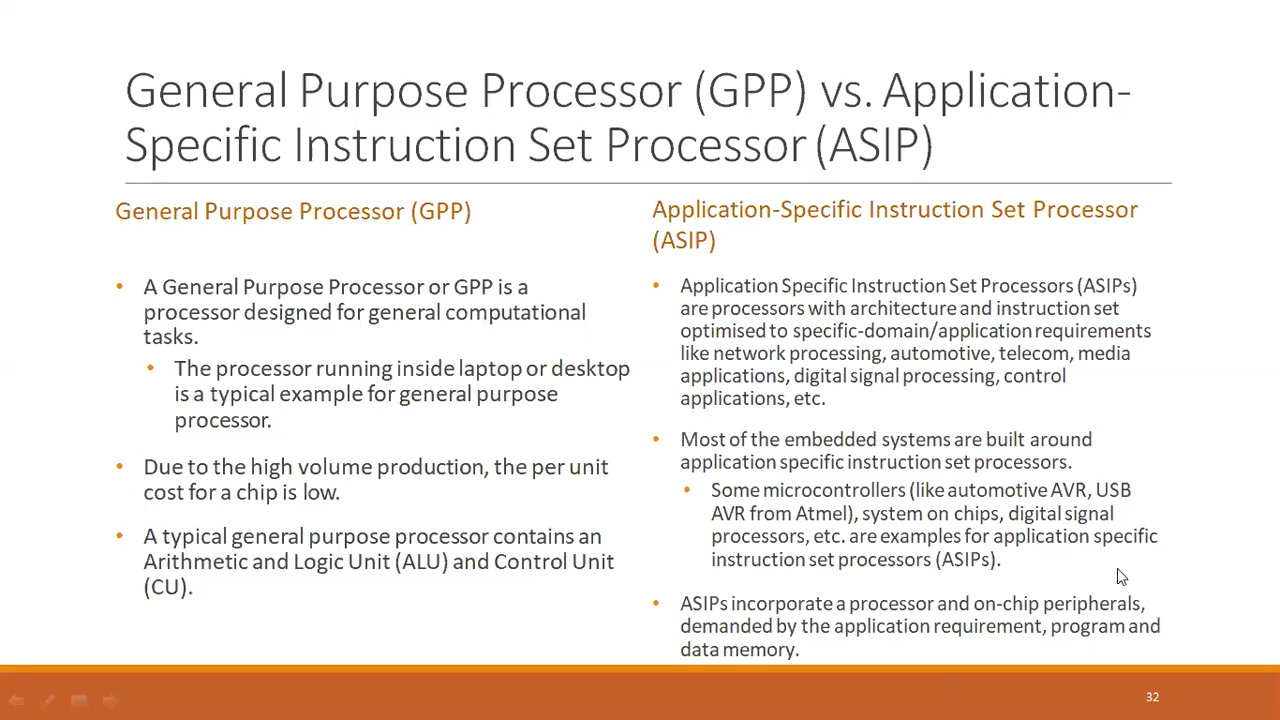 General Purpose Processor (GPP) vs. Application-
Specific Instruction Set Processor (ASIP)
General Purpose Processor (GPP)
• A General Purpose Processor or GPP is a
processor designed for general computational
tasks.
• The processor running inside laptop or desktop
is a typical example for general purpose
processor.
• Due to the high volume production, the per unit
cost for a chip is low.
• A typical general purpose processor contains an
Arithmetic and Logic Unit (ALU) and Control Unit
(CU).
Application-Specific Instruction Set Processor
(ASIP)
• Application Specific Instruction Set Processors (ASIPs)
are processors with architecture and instruction set
optimised to specific-domain/application requirements
like network processing, automotive, telecom, media
applications, digital signal processing, control
applications, etc.
• Most of the embedded systems are built around
application specific instruction set processors.
• Some microcontrollers (like automotive AVR, USB
AVR from Atmel), system on chips, digital signal
processors, etc. are examples for application specific
instruction set processors (ASIPs).
• ASIPs incorporate a processor and on-chip peripherals,
demanded by the application requirement, program and
data memory.
32